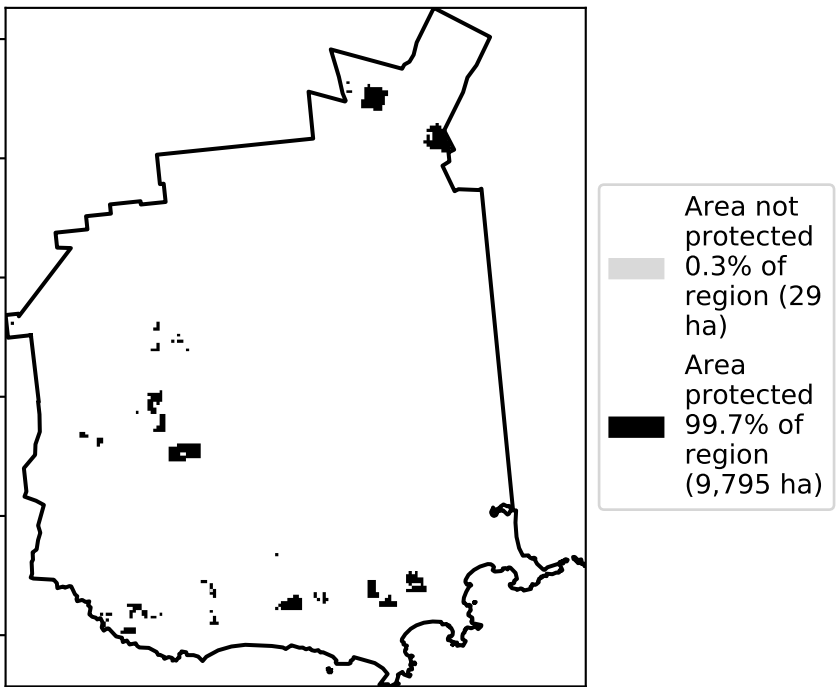 Area not
protected
0.3% of
region (29
ha)
Area
protected
99.7% of
region
(9,795 ha)